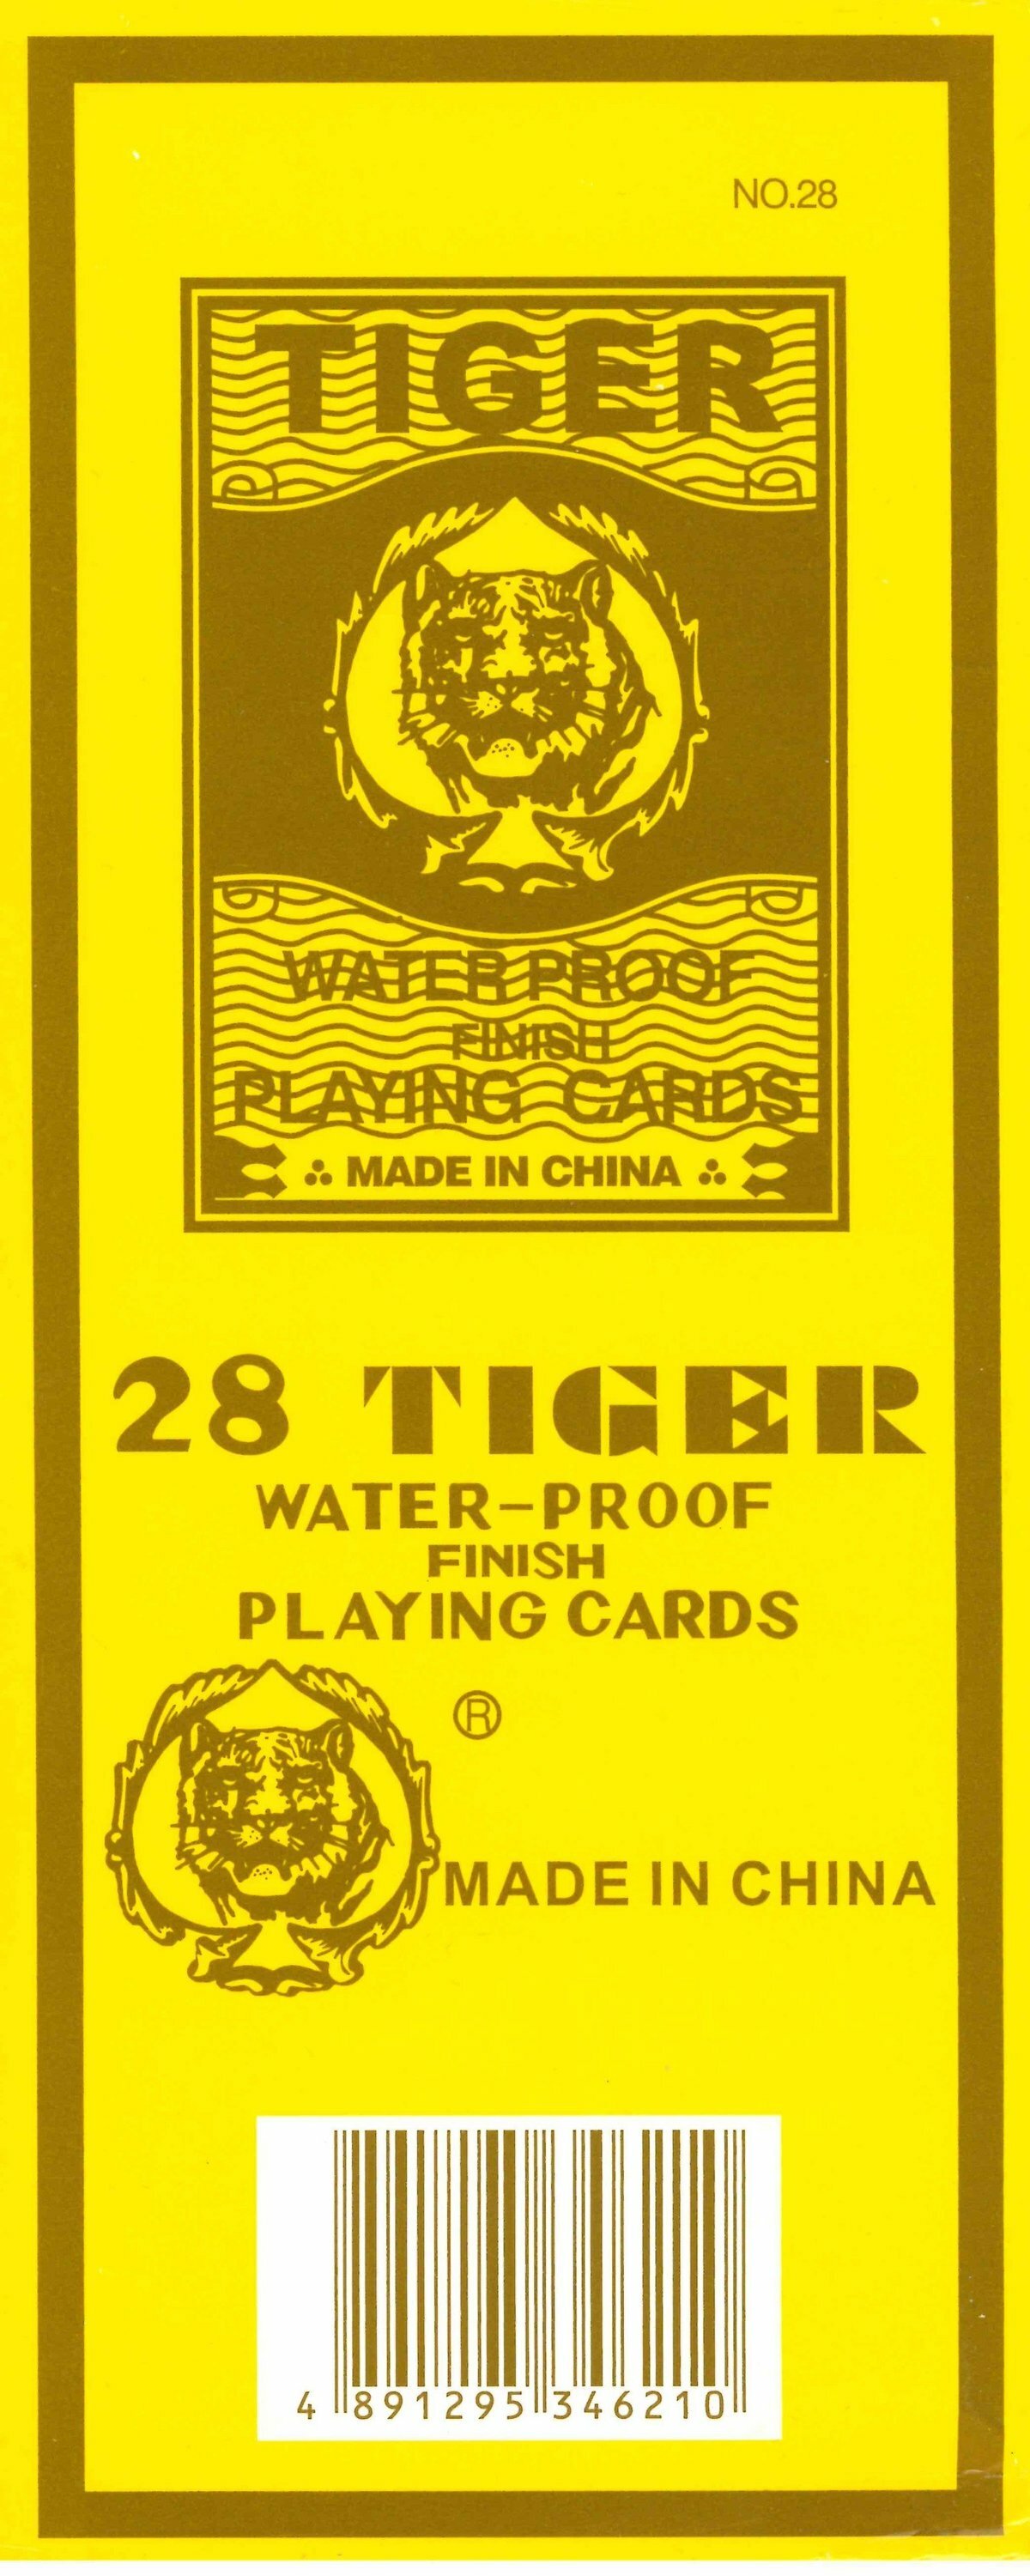 NO.28
TIGER
WATER PROOF
FINISH
PLAYING CARDS
MADE IN CHINA
28 TIGER
WATER-PROOF
FINISH
PLAYING CARDS
®
MADE IN CHINA
4 891295 346210